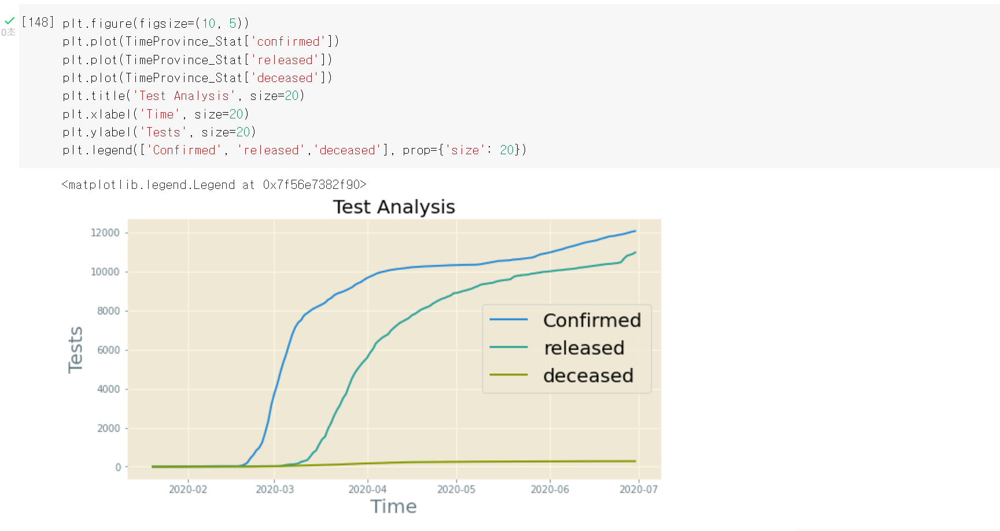 [148] plt.figure(figsize=(10, 5))
0초
plt.plot(TimeProvince_Stat['confirmed'])
plt.plot(TimeProvince_Stat['released'])
plt.plot(TimeProvince_Stat['deceased'])
plt.title('Test Analysis', size=20)
plt.xlabel('Time', size=20)
plt.ylabel('Tests', size=20)
plt.legend(['Confirmed', 'released','deceased'], prop={'size': 20})
<matplotlib.legend.Legend at 0x7f56e7382f90>
Test Analysis
12000
10000
8000
6000
4000
2000
0
Tests
Confirmed
released
deceased
2020-02 2020-03 2020-04 2020-05 2020-06 2020-07
Time